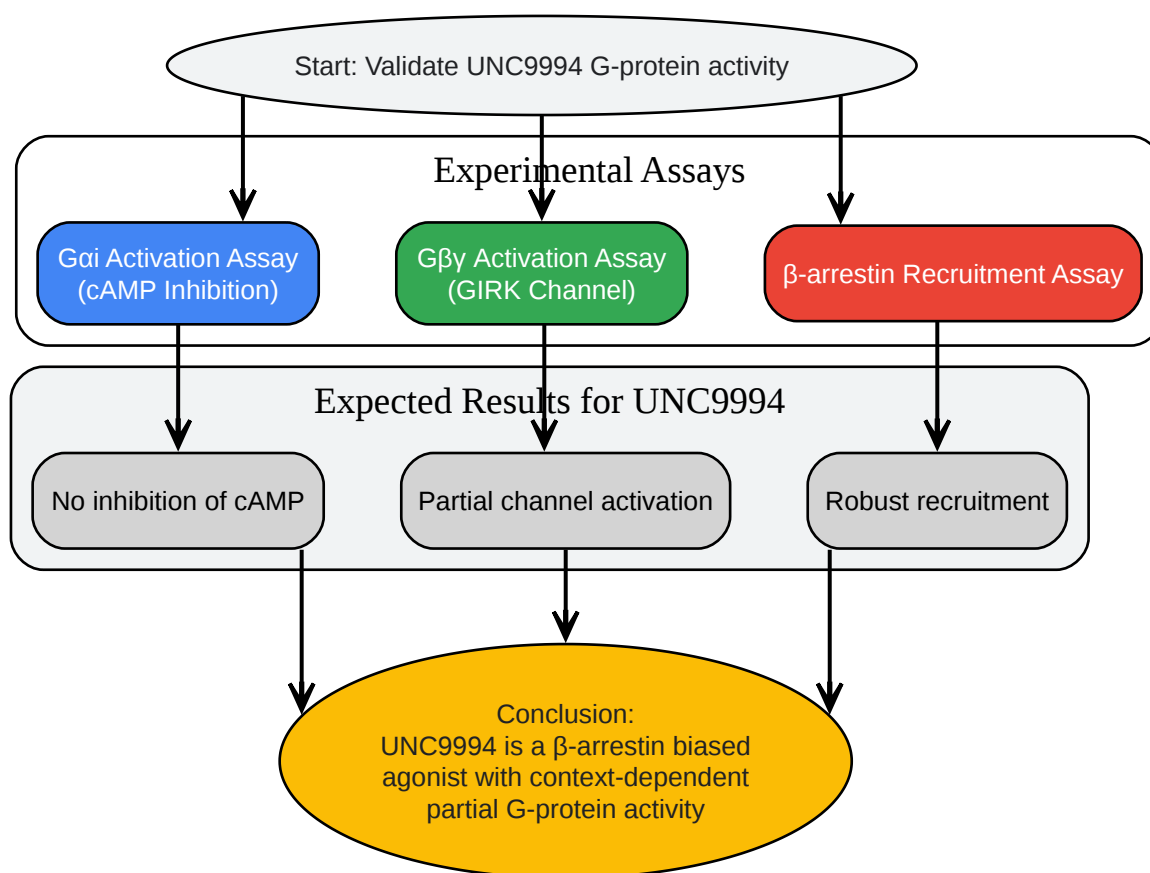 Start: Validate UNC9994 G-protein activity
Experimental Assays
Gαi Activation Assay
(cAMP Inhibition)
Gβγ Activation Assay
(GIRK Channel)
β-arrestin Recruitment Assay
Expected Results for UNC9994
No inhibition of cAMP
Partial channel activation
Robust recruitment
Conclusion:
UNC9994 is a β-arrestin biased
agonist with context-dependent
partial G-protein activity